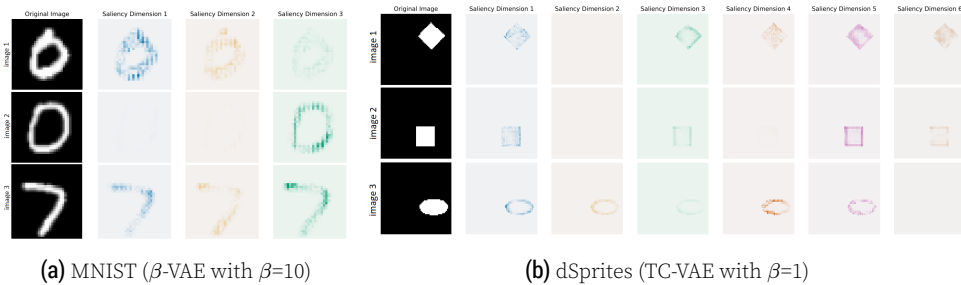 Original Image Saliency Dimension 1 Saliency Dimension 2 Saliency Dimension 3
image 1
image 2
image 3
(a) MNIST (β-VAE with β=10)
Original Image Saliency Dimension 1 Saliency Dimension 2 Saliency Dimension 3 Saliency Dimension 4 Saliency Dimension 5 Saliency Dimension 6
image 1
image 2
image 3
(b) dSprites (TC-VAE with β=1)